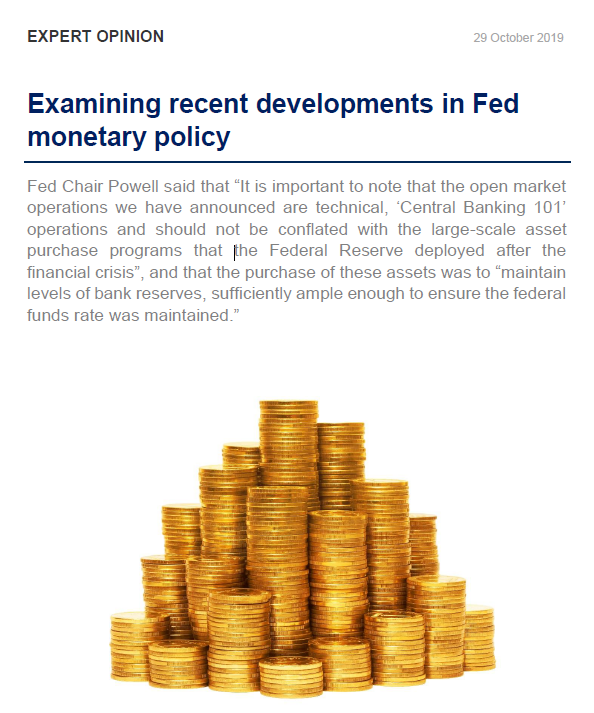 EXPERT OPINION
29 October 2019
Examining recent developments in Fed
monetary policy
Fed Chair Powell said that “It is important to note that the open market
operations we have announced are technical, ‘Central Banking 101’
operations and should not be conflated with the large-scale asset
purchase programs that the Federal Reserve deployed after the
financial crisis”, and that the purchase of these assets was to “maintain
levels of bank reserves, sufficiently ample enough to ensure the federal
funds rate was maintained.”